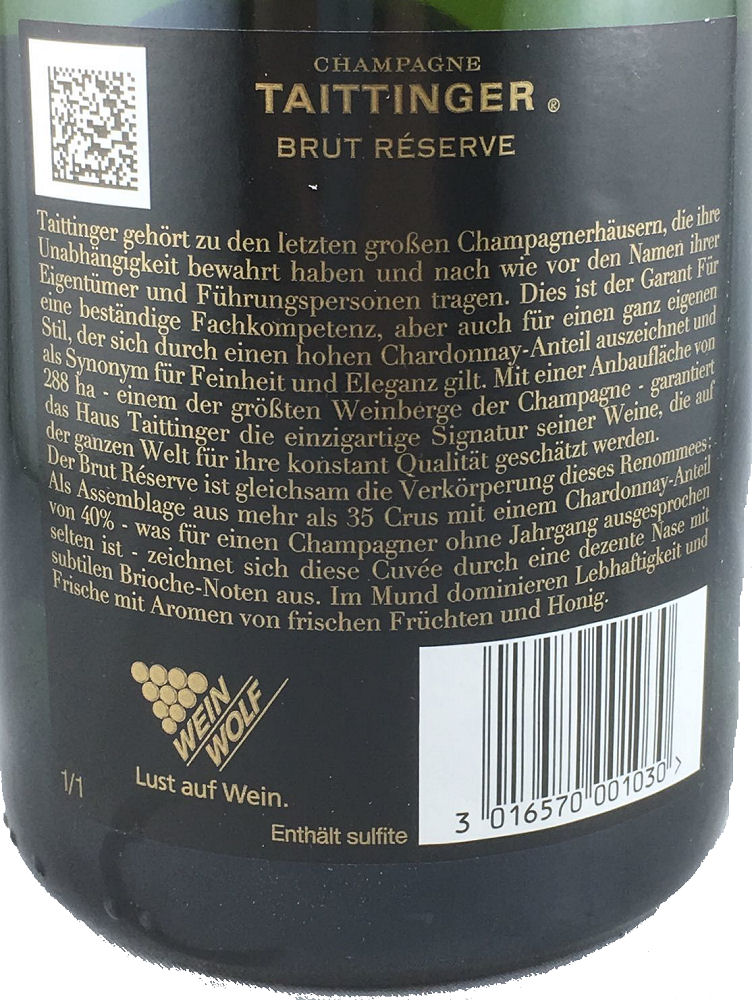 CHAMPAGNE
TAITTINGER ®
BRUT RÉSERVE
Taittinger gehört zu den letzten großen Champagnerhäusern, die ihre
Unabhängigkeit bewahrt haben und nach wie vor den Namen ihrer
Eigentümer und Führungspersonen tragen. Dies ist der Garant Für
eine beständige Fachkompetenz, aber auch für einen ganz eigenen
Stil, der sich durch einen hohen Chardonnay-Anteil auszeichnet und
als Synonym für Feinheit und Eleganz gilt. Mit einer Anbaufläche von
288 ha - einem der größten Weinberge der Champagne - garantiert
das Haus Taittinger die einzigartige Signatur seiner Weine, die auf
der ganzen Welt für ihre konstant Qualität geschätzt werden.
Der Brut Réserve ist gleichsam die Verkörperung dieses Renommees;
Als Assemblage aus mehr als 35 Crus mit einem Chardonnay-Anteil
von 40% - was für einen Champagner ohne Jahrgang ausgesprochen
selten ist - zeichnet sich diese Cuvée durch eine dezente Nase mit
subtilen Brioche-Noten aus. Im Mund dominieren Lebhaftigkeit und
Frische mit Aromen von frischen Früchten und Honig.
WEIN
WOLF
Lust auf Wein.
1/1
Enthält sulfite
3 016570 001030 >